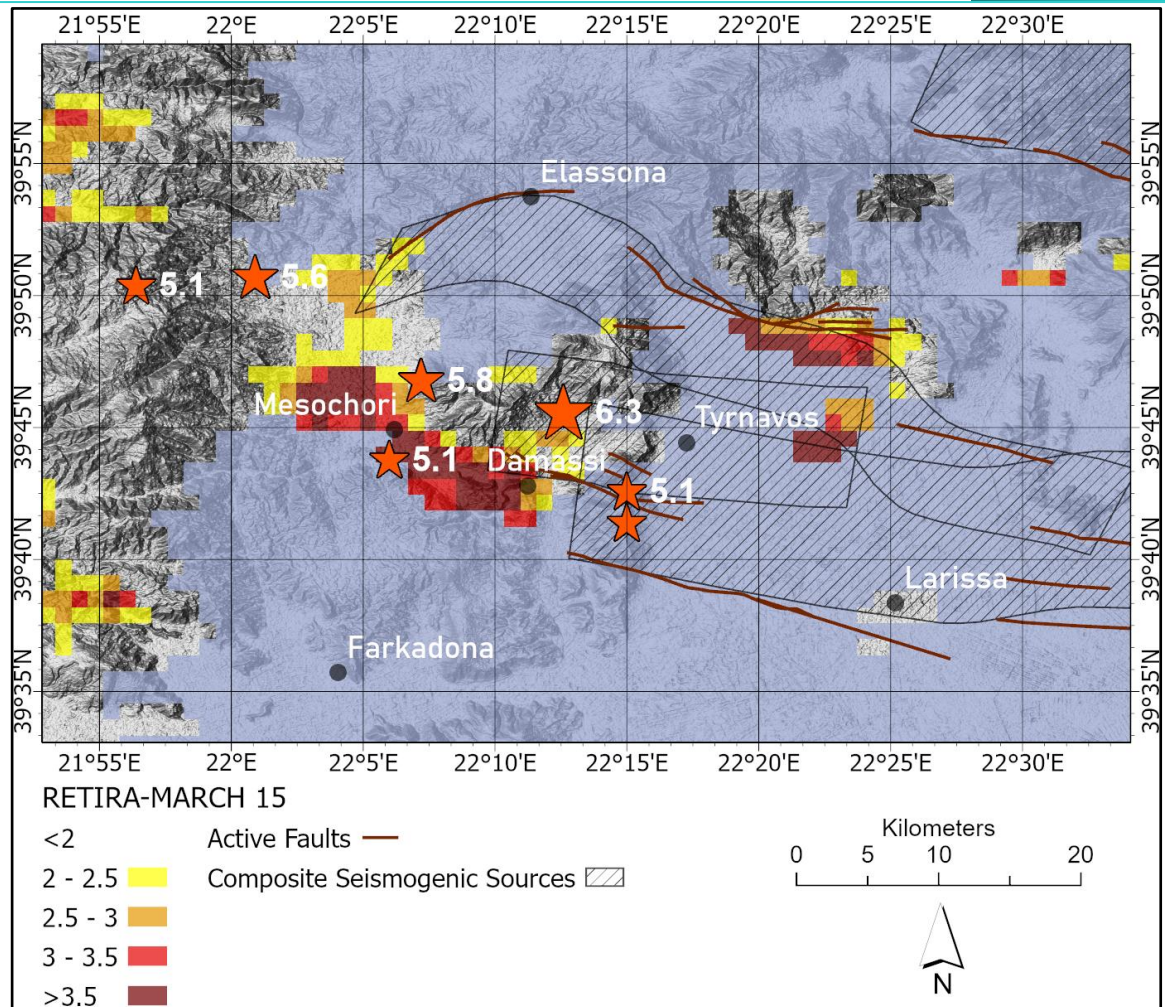 21°55'E 22°E 22°5'E 22°10'E 22°15'E 22°20'E 22°25'E 22°30'E
39°55'N 39°55'N
Elassona
5.1 5.6
39°50'N 39°50'N
5.8
Mesochori 6.3 Tyrnavos
39°45'N 39°45'N
5.1 Damassi 5.1
39°40'N 39°40'N
Larissa
Farkadona
39°35'N 39°35'N
21°55'E 22°E 22°5'E 22°10'E 22°15'E 22°20'E 22°25'E 22°30'E
RETIRA-MARCH 15
<2 Active Faults
2 - 2.5 Composite Seismogenic Sources
2.5 - 3
3 - 3.5
>3.5
Kilometers
0 5 10 20
N